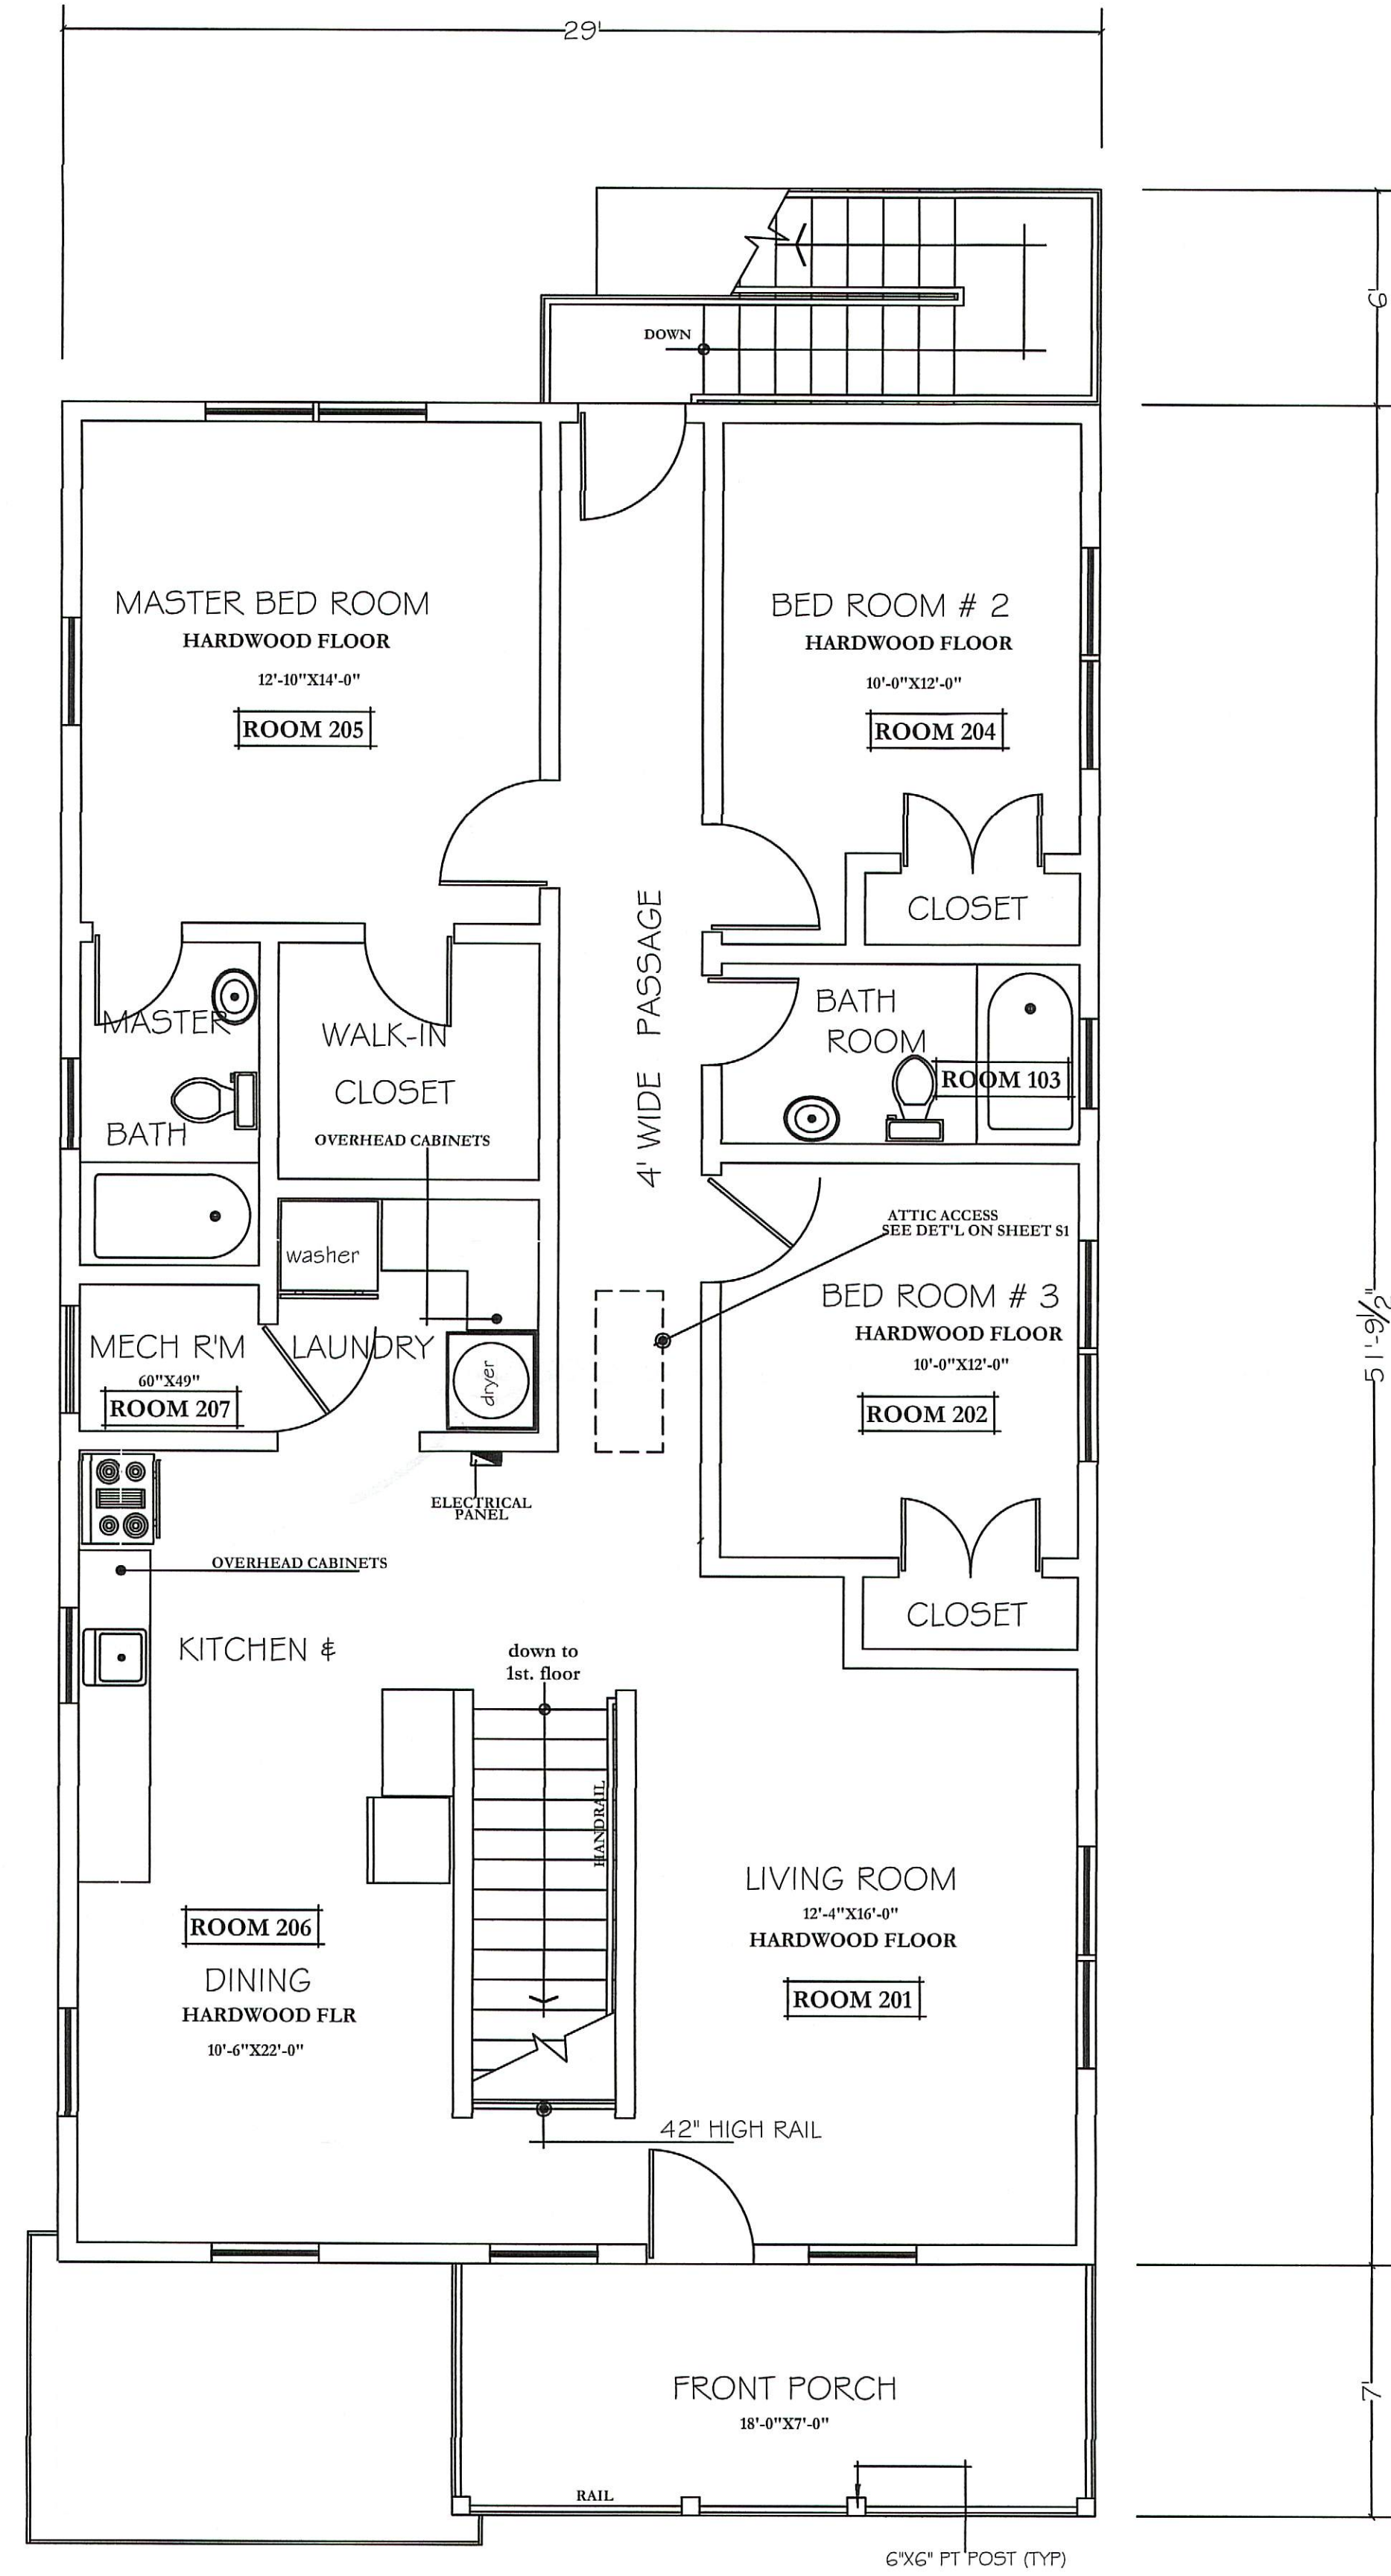 29'
6'
DOWN
MASTER BED ROOM
HARDWOOD FLOOR
12'-10"X14'-0"
ROOM 205
BED ROOM # 2
HARDWOOD FLOOR
10'-0"X12'-0"
ROOM 204
CLOSET
4' WIDE PASSAGE
MASTER
BATH
WALK-IN
CLOSET
OVERHEAD CABINETS
BATH
ROOM
ROOM 103
ATTIC ACCESS
SEE DET'L ON SHEET S1
washer
BED ROOM # 3
HARDWOOD FLOOR
10'-0"X12'-0"
ROOM 202
51'-9½"
MECH R'M
60"X49"
ROOM 207
LAUNDRY
dryer
ELECTRICAL
PANEL
OVERHEAD CABINETS
CLOSET
KITCHEN &
down to
1st. floor
HANDRAIL
ROOM 206
DINING
HARDWOOD FLR
10'-6"X22'-0"
LIVING ROOM
12'-4"X16'-0"
HARDWOOD FLOOR
ROOM 201
42" HIGH RAIL
FRONT PORCH
18'-0"X7'-0"
7'
RAIL
6"X6" PT POST (TYP)